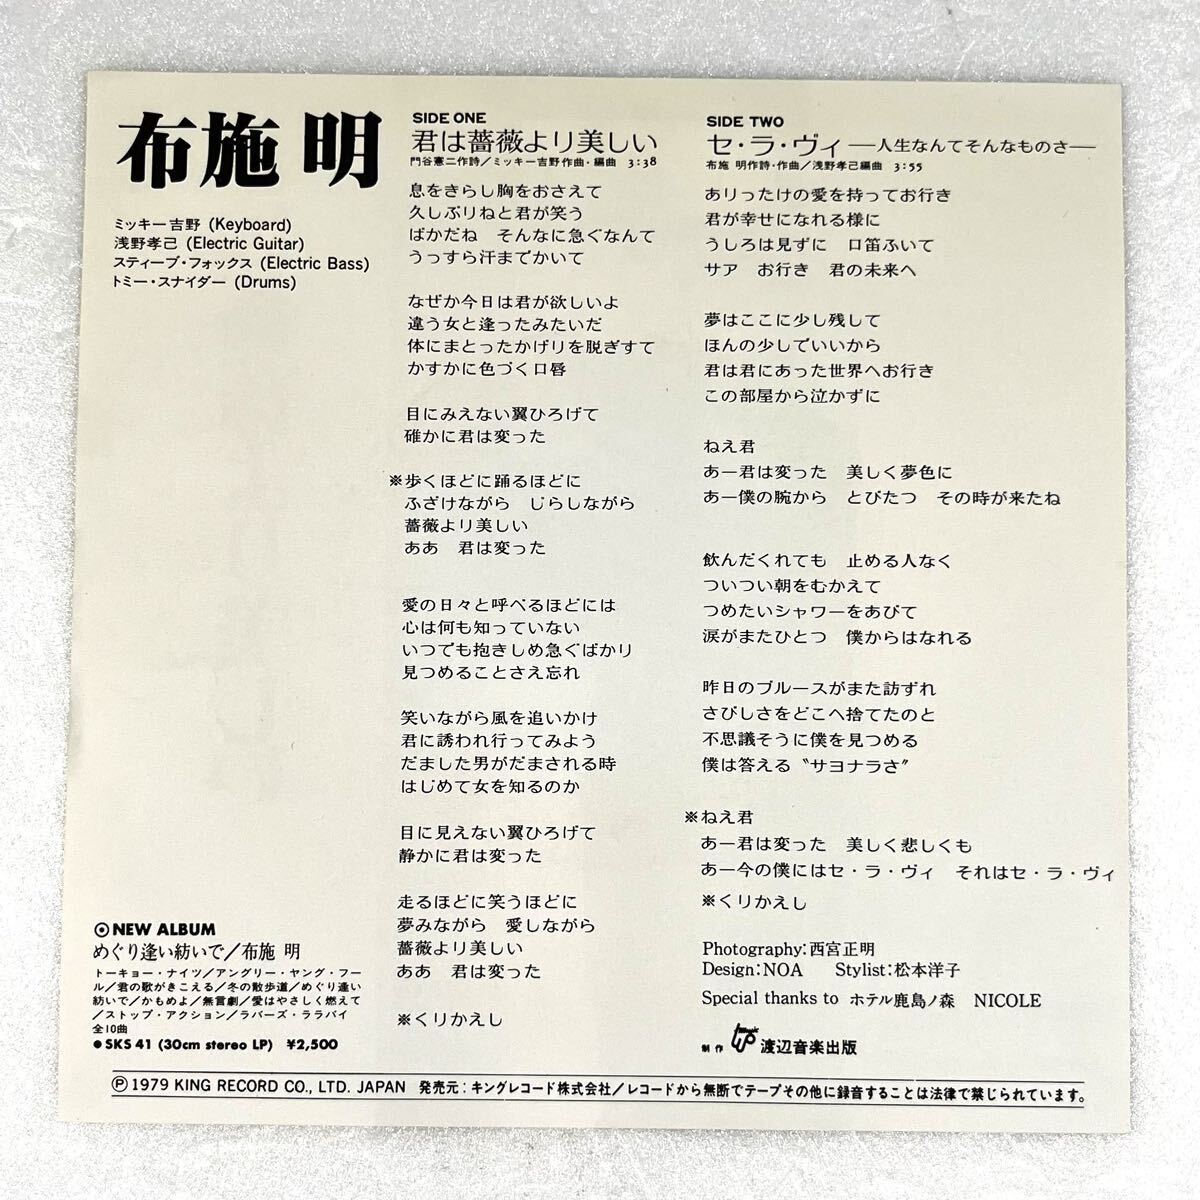 布施 明
ミッキー吉野 (Keyboard)
浅野孝己 (Electric Guitar)
スティーブ・フォックス (Electric Bass)
トミー・スナイダー (Drums)
NEW ALBUM
めぐり逢い紡いで／布施 明
トーキョー・ナイツ／アングリー・ヤング・フー
ル／君の歌がきこえる／冬の散歩道／めぐり逢い
紡いで／かもめよ／無言劇／愛はやさしく燃えて
／ストップ・アクション／ラバーズ・ララバイ
全10曲
●SKS 41 (30cm stereo LP) ¥2,500
SIDE ONE
君は薔薇より美しい
門谷憲二作詩／ミッキー吉野作曲・編曲 3:38
息をきらし胸をおさえて
久しぶりねと君が笑う
ばかだね そんなに急ぐなんて
うっすら汗までかいて
なぜか今日は君が欲しいよ
違う女と逢ったみたいだ
体にまとったかげリを脱ぎすて
かすかに色づく口唇
目にみえない翼ひろげて
確かに君は変った
※歩くほどに踊るほどに
ふざけながら じらしながら
薔薇より美しい
ああ 君は変った
愛の日々と呼べるほどには
心は何も知っていない
いつでも抱きしめ急ぐばかり
見つめることさえ忘れ
笑いながら風を追いかけ
君に誘われ行ってみよう
だました男がだまされる時
はじめて女を知るのか
目に見えない翼ひろげて
静かに君は変った
走るほどに笑うほどに
夢みながら 愛しながら
薔薇より美しい
ああ 君は変った
※くりかえし
SIDE TWO
セ・ラ・ヴィ ―人生なんてそんなものさ―
布施 明作詩・作曲／浅野孝己編曲 3:55
ありったけの愛を持ってお行き
君が幸せになれる様に
うしろは見ずに 口笛ふいて
サア お行き 君の未来へ
夢はここに少し残して
ほんの少しでいいから
君は君にあった世界へお行き
この部屋から泣かずに
ねえ君
あー君は変った 美しく夢色に
あー僕の腕から とびたつ その時が来たね
飲んだくれても 止める人なく
ついつい朝をむかえて
つめたいシャワーをあびて
涙がまたひとつ 僕からはなれる
昨日のブルースがまた訪ずれ
さびしさをどこへ捨てたのと
不思議そうに僕を見つめる
僕は答える〝サヨナラさ〟
※ねえ君
あー君は変った 美しく悲しくも
あー今の僕にはセ・ラ・ヴィ それはセ・ラ・ヴィ
※くりかえし
Photography:西宮正明
Design:NOA Stylist:松本洋子
Special thanks to ホテル鹿島ノ森 NICOLE
制作 渡辺音楽出版
Ⓟ1979 KING RECORD CO., LTD. JAPAN 発売元：キングレコード株式会社／レコードから無断でテープその他に録音することは法律で禁じられています。